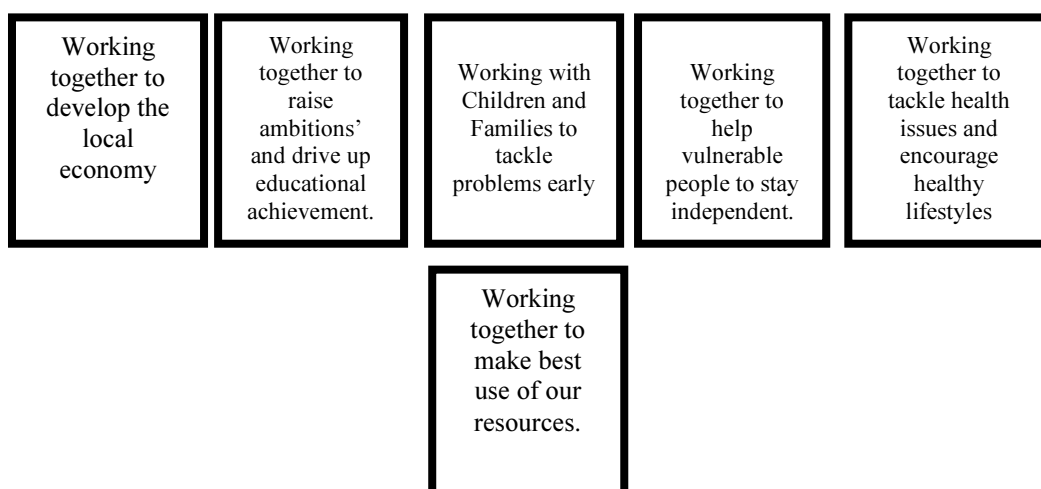 Working
together to
develop the
local
economy
Working
together to
raise
ambitions’
and drive up
educational
achievement.
Working with
Children and
Families to
tackle
problems early
Working
together to
help
vulnerable
people to stay
independent.
Working
together to
tackle health
issues and
encourage
healthy
lifestyles
Working
together to
make best
use of our
resources.